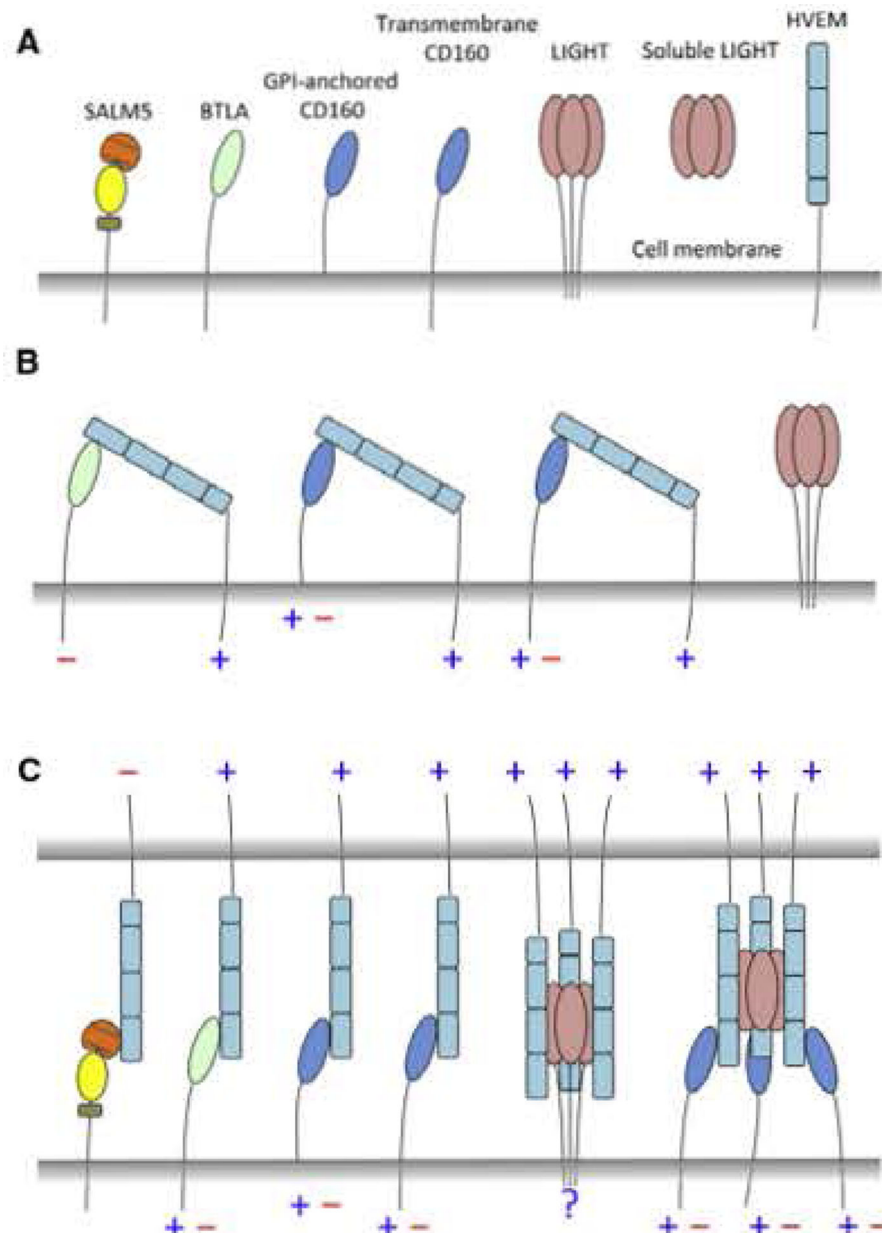 A
SALM5
BTLA
GPI-anchored
CD160
Transmembrane
CD160
LIGHT
Soluble LIGHT
HVEM
Cell membrane
B
+ −
− + + + − +
C
− + + + + + + + + +
+ − + − + − ? + − + − + −